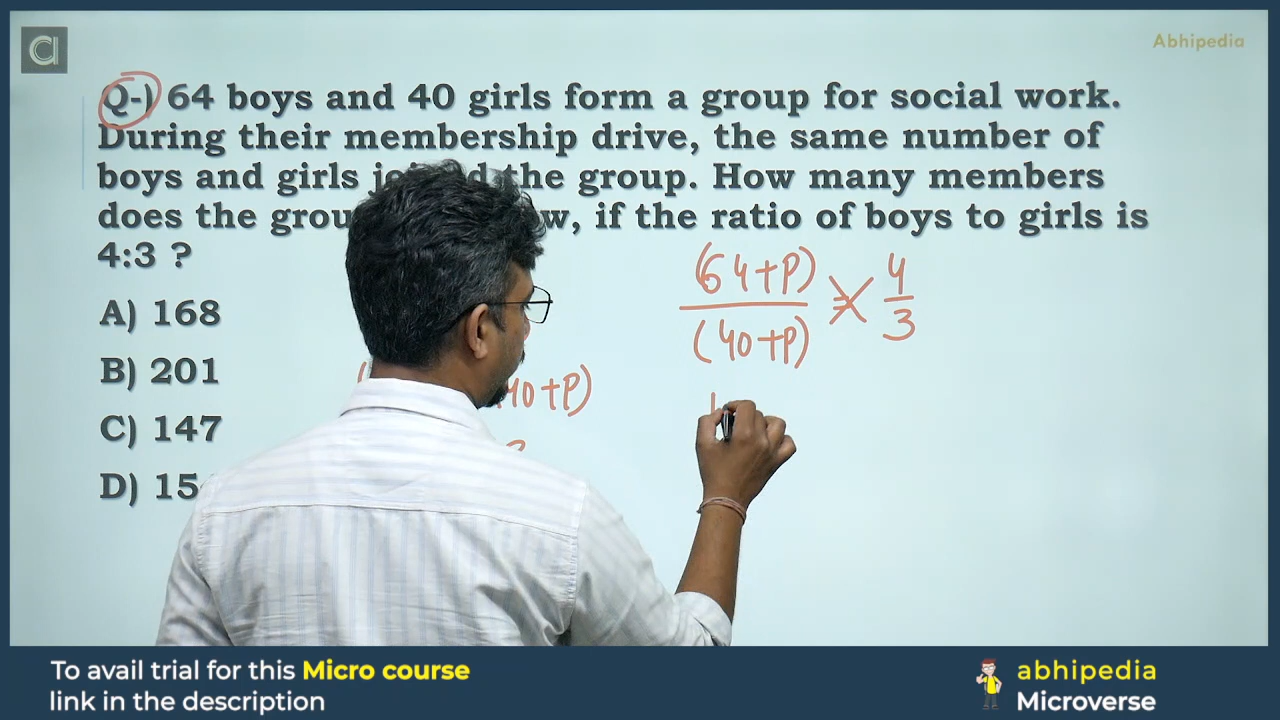 Abhipedia
Q-) 64 boys and 40 girls form a group for social work.
During their membership drive, the same number of
boys and girls the group. How many members
does the if the ratio of boys to girls is
4:3 ?
(64+P) 4
(40+P) 3
A) 168
B) 201
40+P)
C) 147
D)
To avail trial for this Micro course
link in the description
abhipedia
Microverse